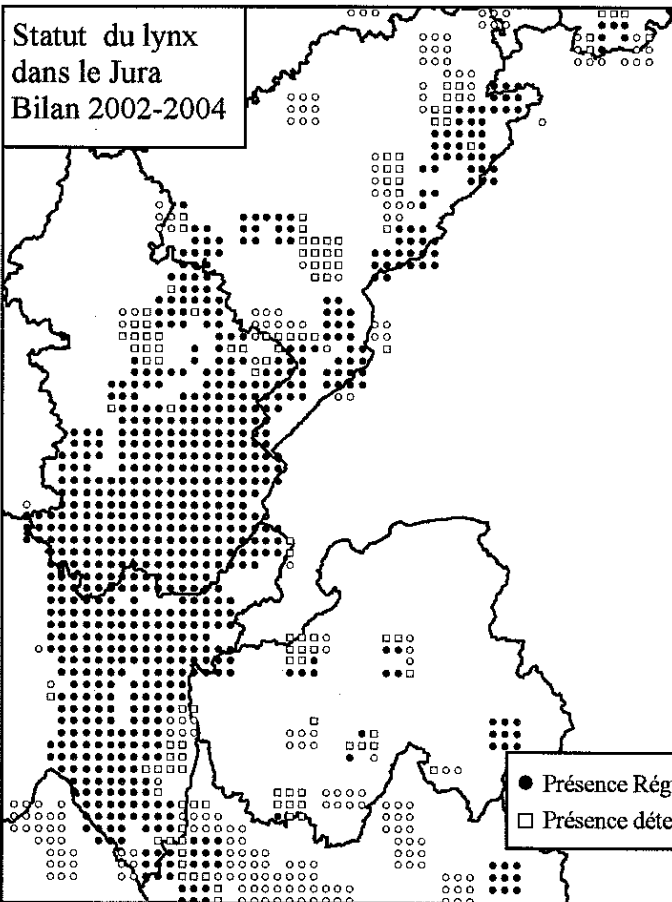 Statut du lynx
dans le Jura
Bilan 2002-2004
Présence Rég
Présence déte